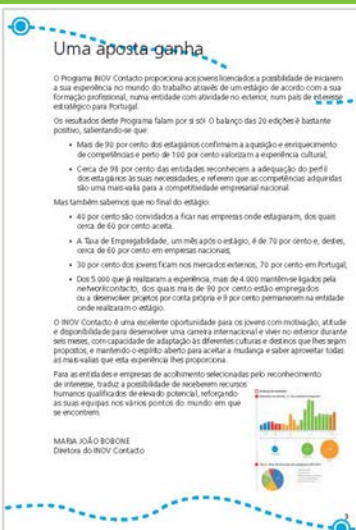 Uma aposta ganha
O Programa INOV Contacto proporciona aos jovens licenciados a possibilidade de iniciarem
a sua experiência no mundo do trabalho através de um estágio de acordo com a sua
formação profissional, numa entidade com atividade no exterior, num país de interesse
estratégico para Portugal.
Os resultados deste Programa falam por si só! O balanço das 20 edições é bastante
positivo, salientando-se que:
• Mais de 90 por cento dos estagiários confirmam a aquisição e enriquecimento
de competências e perto de 100 por cento valorizam a experiência cultural;
• Cerca de 98 por cento das entidades reconhecem a adequação do perfil
dos estagiários às suas necessidades, e referem que as competências adquiridas
são uma mais-valia para a competitividade empresarial nacional.
Mas também sabemos que no final do estágio:
• 40 por cento são convidados a ficar nas empresas onde estagiaram, dos quais
cerca de 60 por cento aceita.
• A Taxa de Empregabilidade, um mês após o estágio, é de 70 por cento e, destes,
cerca de 60 por cento em empresas nacionais;
• 30 por cento dos jovens ficam nos mercados externos, 70 por cento em Portugal;
• Dos 5.000 que já realizaram a experiência, mais de 4.000 mantêm-se ligados pela
networkcontacto, dos quais mais de 90 por cento estão empregados
ou a desenvolver projetos por conta própria e 9 por cento permanecem na entidade
onde realizaram o estágio.
O INOV Contacto é uma excelente oportunidade para os jovens com motivação, atitude
e disponibilidade para desenvolver uma carreira internacional e viver no exterior durante
seis meses, com capacidade de adaptação às diferentes culturas e destinos que lhes sejam
propostos, e mantendo o espírito aberto para aceitar a mudança e saber aproveitar todas
as mais-valias que esta experiência lhes proporciona.
Para as entidades e empresas de acolhimento selecionadas pelo reconhecimento
de interesse, traduz a possibilidade de receberem recursos
humanos qualificados de elevado potencial, reforçando
as suas equipas nos vários pontos do mundo em que
se encontrem.
MARIA JOÃO BOBONE
Diretora do INOV Contacto
3